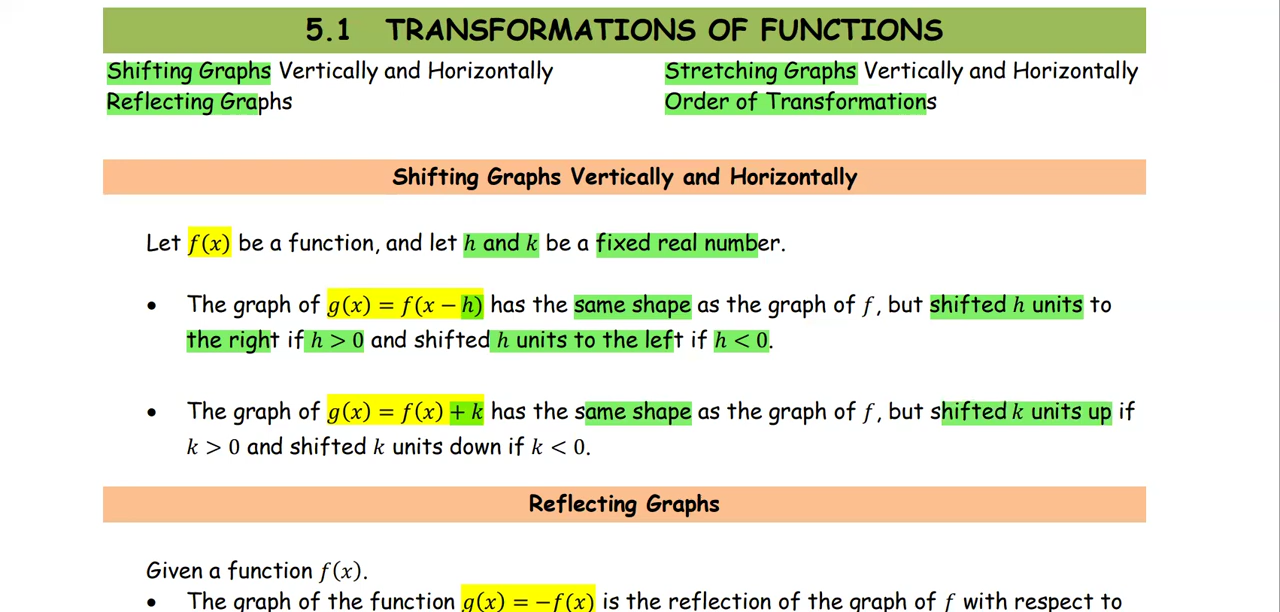 5.1 TRANSFORMATIONS OF FUNCTIONS
Shifting Graphs Vertically and Horizontally
Reflecting Graphs
Stretching Graphs Vertically and Horizontally
Order of Transformations
Shifting Graphs Vertically and Horizontally
Let f(x) be a function, and let h and k be a fixed real number.
• The graph of g(x) = f(x − h) has the same shape as the graph of f, but shifted h units to
the right if h > 0 and shifted h units to the left if h < 0.
• The graph of g(x) = f(x) + k has the same shape as the graph of f, but shifted k units up if
k > 0 and shifted k units down if k < 0.
Reflecting Graphs
Given a function f(x).
• The graph of the function g(x) = −f(x) is the reflection of the graph of f with respect to